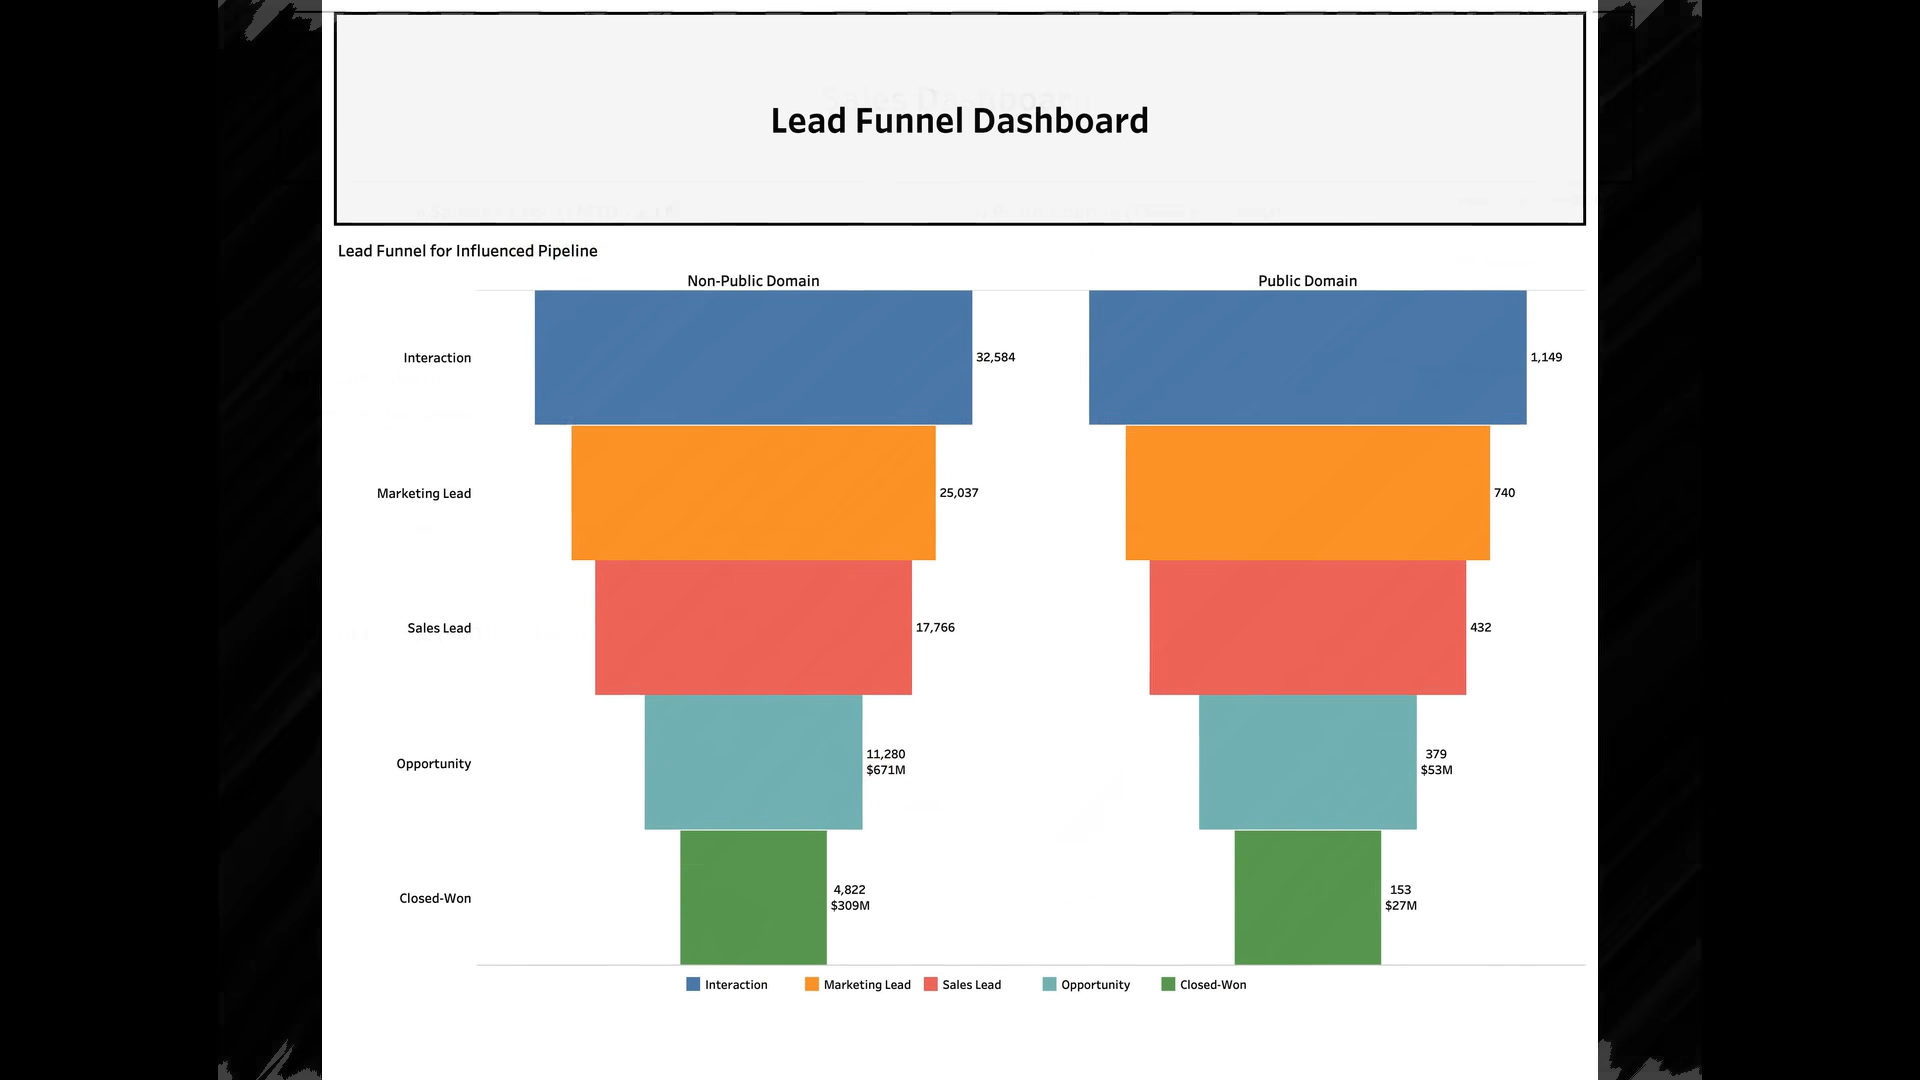 Lead Funnel Dashboard
Lead Funnel for Influenced Pipeline
Non-Public Domain
Public Domain
Interaction
32,584
1,149
Marketing Lead
25,037
740
Sales Lead
17,766
432
Opportunity
11,280
$671M
379
$53M
Closed-Won
4,822
$309M
153
$27M
Interaction
Marketing Lead
Sales Lead
Opportunity
Closed-Won